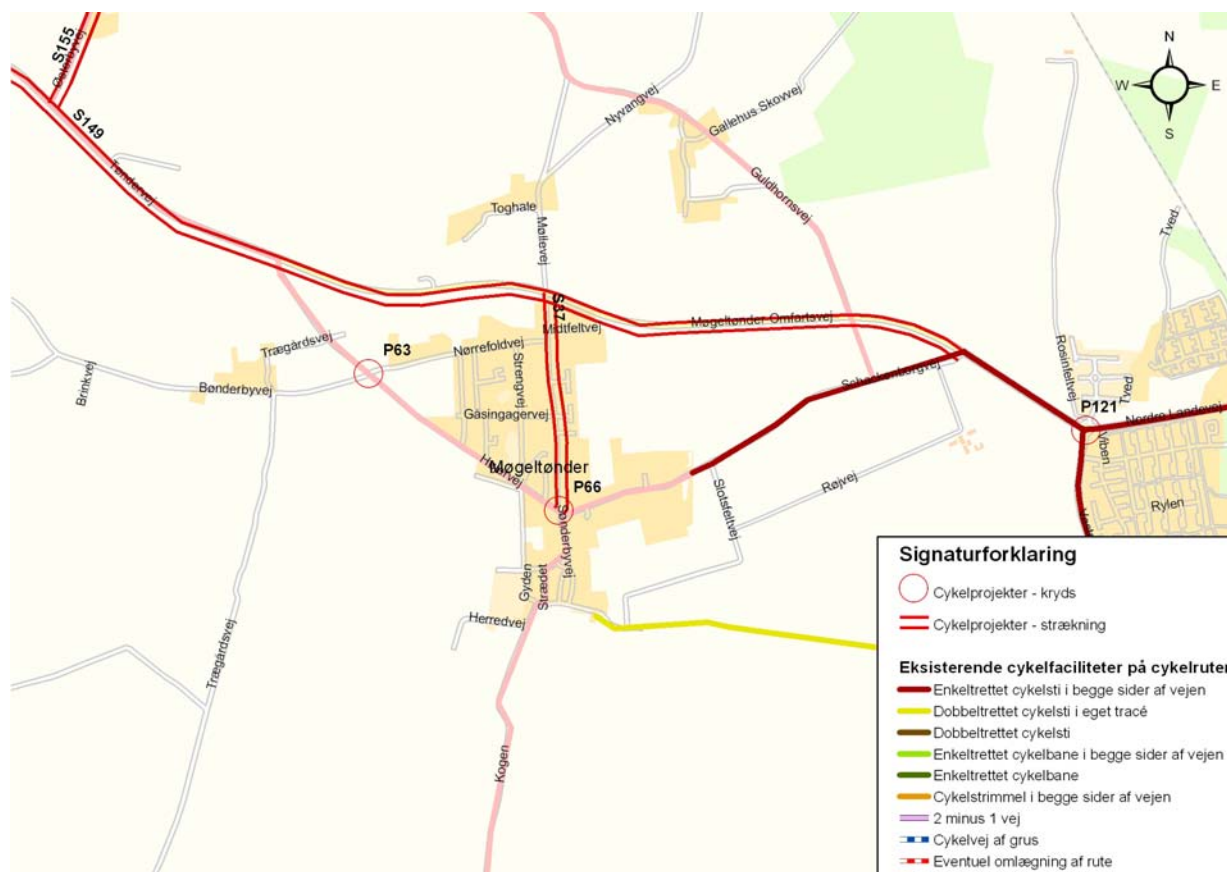 S155
Østerbyvej
S149
Tøndervej
Nyvangvej
Gallehus Skovvej
N
W
E
S
Guldhornsvej
Toghale
Møllevej
Tved
S37
Midtfeltvej
Møgeltønder Omfartsvej
Rosinfeltvej
Trægårdsvej
P63
Nørrefoldvej
Strengvej
Schackenborgvej
Tved
Brinkvej
Bønderbyvej
Gåsingagervej
P121
Nordre Landevej
Viben
Møgeltønder
P66
Slotsfeltvej
Røjvej
Rylen
Sønderbyvej
Gyden
Strædet
Herredvej
Trægårdsvej
Kogen
Signaturforklaring
Cykelprojekter - kryds
Cykelprojekter - strækning
Eksisterende cykelfaciliteter på cykelruter
Enkeltrettet cykelsti i begge sider af vejen
Dobbeltrettet cykelsti i eget tracé
Dobbeltrettet cykelsti
Enkeltrettet cykelbane i begge sider af vejen
Enkeltrettet cykelbane
Cykelstrimmel i begge sider af vejen
2 minus 1 vej
Cykelvej af grus
Eventuel omlægning af rute